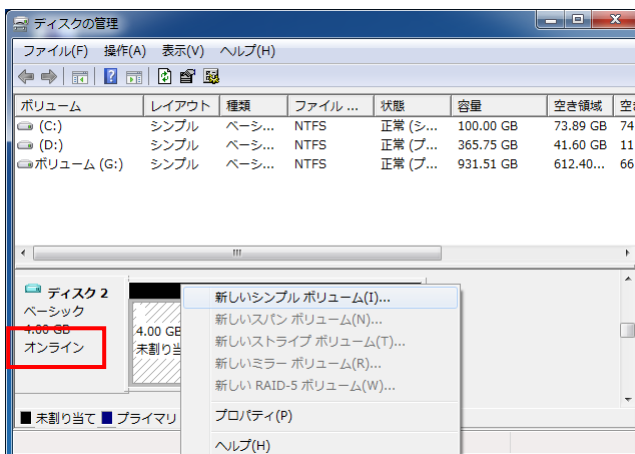 ディスクの管理
ファイル(F) 操作(A) 表示(V) ヘルプ(H)
ボリューム レイアウト 種類 ファイル ... 状態 容量 空き領域
(C:) シンプル ベーシ... NTFS 正常 (シ... 100.00 GB 73.89 GB 74
(D:) シンプル ベーシ... NTFS 正常 (プ... 365.75 GB 41.60 GB 11
ボリューム (G:) シンプル ベーシ... NTFS 正常 (プ... 931.51 GB 612.40... 66
ディスク 2
ベーシック
4.00 GB
オンライン
4.00 GB
未割り当
新しいシンプル ボリューム(I)...
新しいスパン ボリューム(N)...
新しいストライプ ボリューム(T)...
新しいミラー ボリューム(R)...
新しい RAID-5 ボリューム(W)...
プロパティ(P)
ヘルプ(H)
未割り当て プライマリ